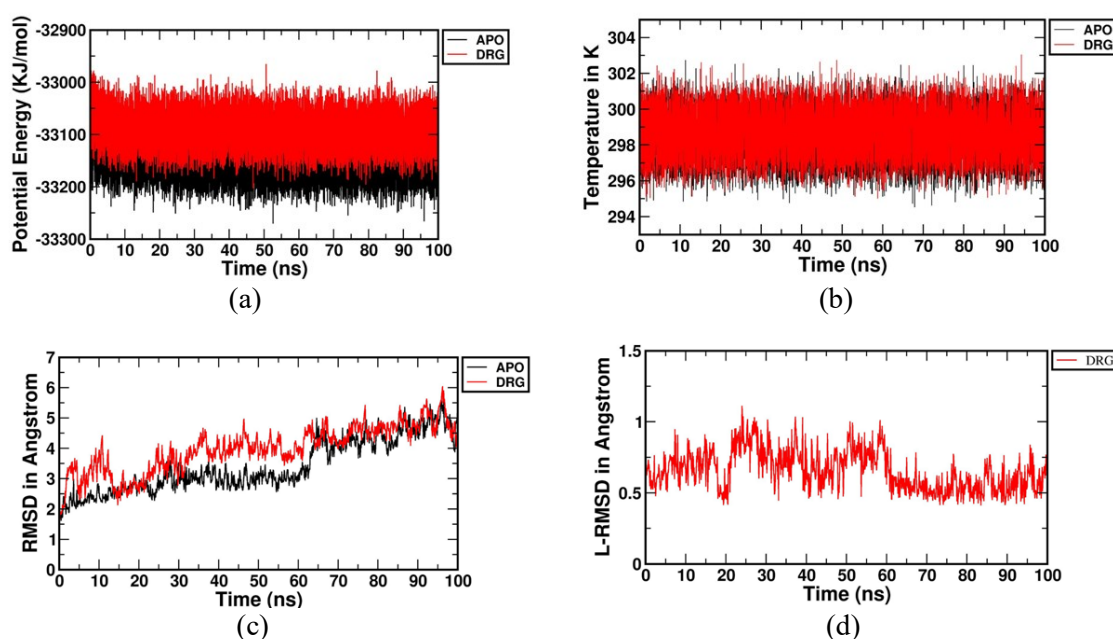 Potential Energy (KJ/mol)
-32900
-33000
-33100
-33200
-33300
0 10 20 30 40 50 60 70 80 90 100
Time (ns)
APO
DRG
(a)
Temperature in K
304
302
300
298
296
294
0 10 20 30 40 50 60 70 80 90 100
Time (ns)
APO
DRG
(b)
RMSD in Angstrom
7
6
5
4
3
2
1
0
0 10 20 30 40 50 60 70 80 90 100
Time (ns)
APO
DRG
(c)
L-RMSD in Angstrom
1.5
1
0.5
0
0 10 20 30 40 50 60 70 80 90 100
Time (ns)
DRG
(d)